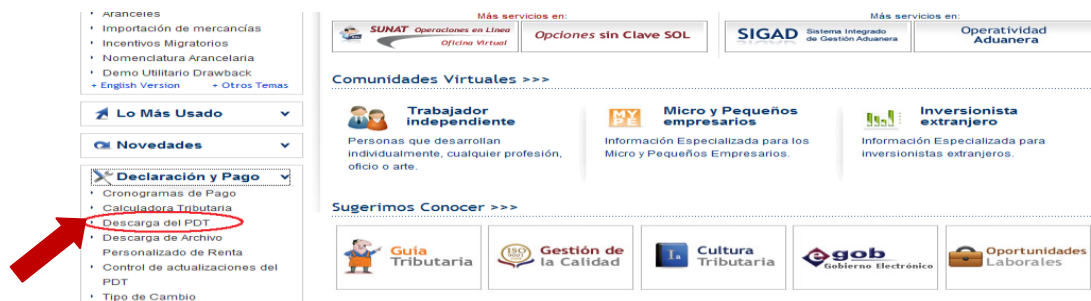 Aranceles
Importación de mercancías
Incentivos Migratorios
Nomenclatura Arancelaria
Demo Utilitario Drawback
+ English Version + Otros Temas
Lo Más Usado
Novedades
Declaración y Pago
Cronogramas de Pago
Calculadora Tributaria
Descarga del PDT
Descarga de Archivo
Personalizado de Renta
Control de actualizaciones del
PDT
Tipo de Cambio
Más servicios en:
SUNAT Operaciones en Línea
Oficina Virtual
Opciones sin Clave SOL
Más servicios en:
SIGAD Sistema Integrado
de Gestión Aduanera
Operatividad
Aduanera
Comunidades Virtuales >>>
Trabajador
independiente
Personas que desarrollan
individualmente, cualquier profesión,
oficio o arte.
MYPE
Micro y Pequeños
empresarios
Información Especializada para los
Micro y Pequeños Empresarios.
Inversionista
extranjero
Información Especializada para
inversionistas extranjeros.
Sugerimos Conocer >>>
Guía
Tributaria
ISO
Gestión de
la Calidad
Cultura
Tributaria
egob
Gobierno Electrónico
Oportunidades
Laborales